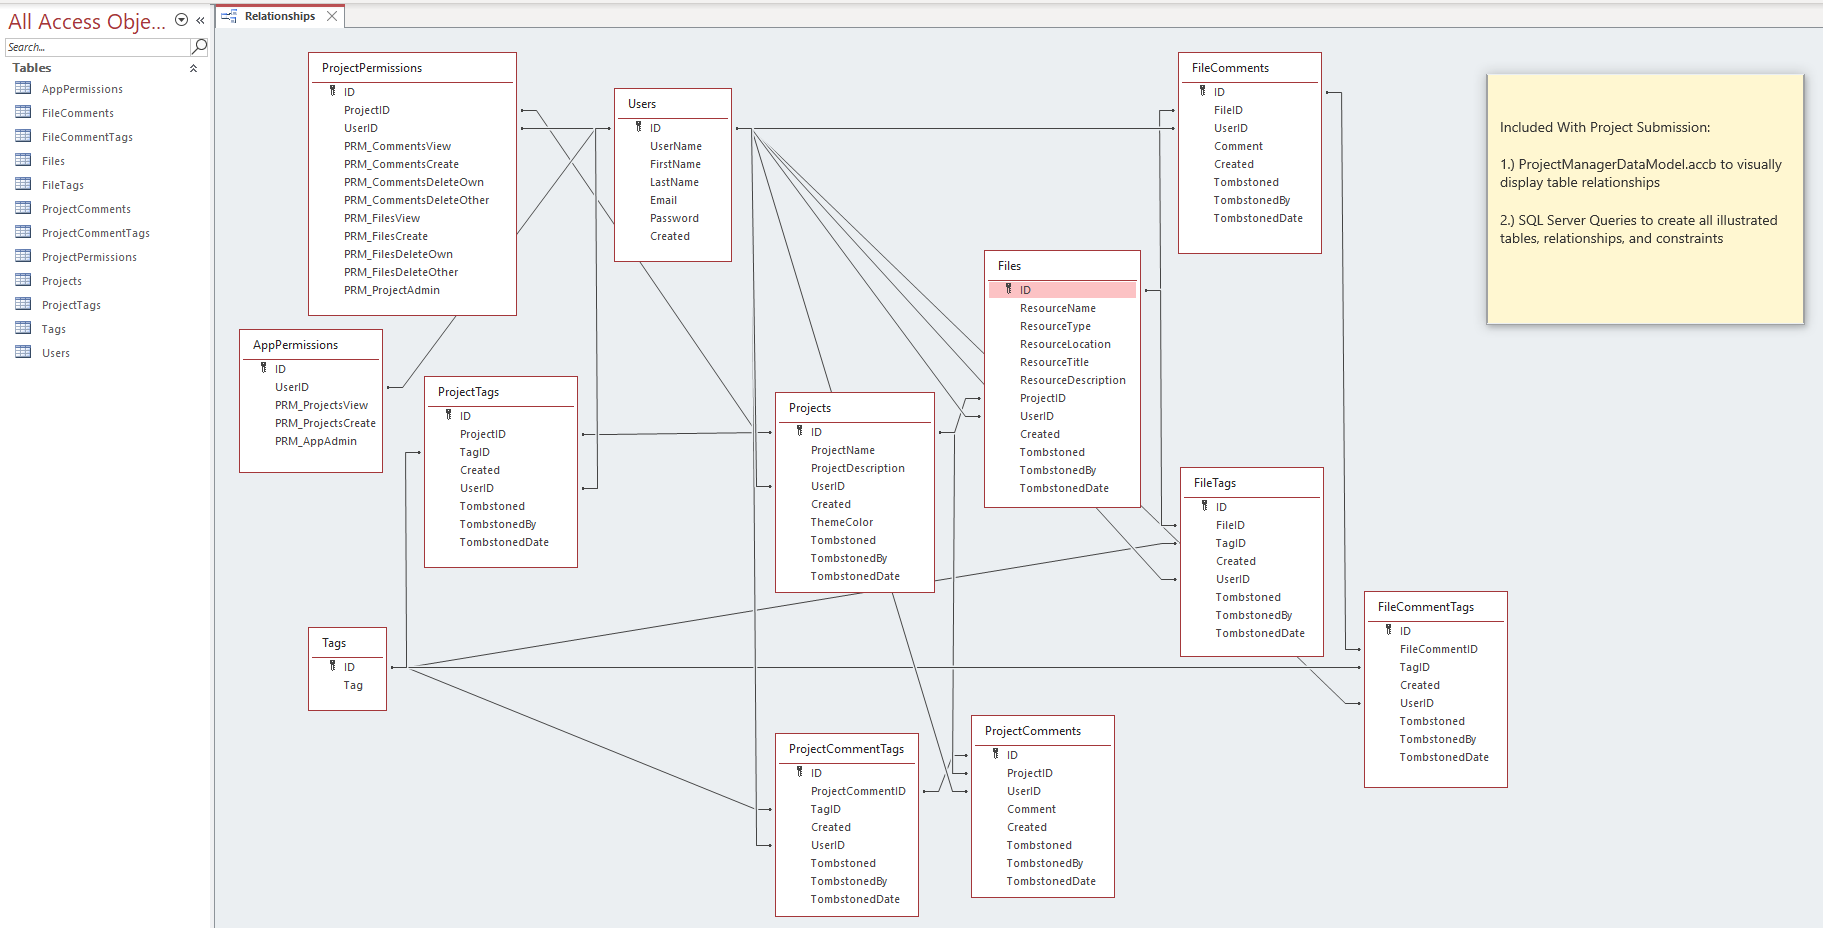 All Access Obje...
Search...
Tables
AppPermissions
FileComments
FileCommentTags
Files
FileTags
ProjectComments
ProjectCommentTags
ProjectPermissions
Projects
ProjectTags
Tags
Users
Relationships
ProjectPermissions
ID
ProjectID
UserID
PRM_CommentsView
PRM_CommentsCreate
PRM_CommentsDeleteOwn
PRM_CommentsDeleteOther
PRM_FilesView
PRM_FilesCreate
PRM_FilesDeleteOwn
PRM_FilesDeleteOther
PRM_ProjectAdmin
Users
ID
UserName
FirstName
LastName
Email
Password
Created
FileComments
ID
FileID
UserID
Comment
Created
Tombstoned
TombstonedBy
TombstonedDate
Included With Project Submission:
1.) ProjectManagerDataModel.accb to visually
display table relationships
2.) SQL Server Queries to create all illustrated
tables, relationships, and constraints
Files
ID
ResourceName
ResourceType
ResourceLocation
ResourceTitle
ResourceDescription
ProjectID
UserID
Created
Tombstoned
TombstonedBy
TombstonedDate
AppPermissions
ID
UserID
PRM_ProjectsView
PRM_ProjectsCreate
PRM_AppAdmin
ProjectTags
ID
ProjectID
TagID
Created
UserID
Tombstoned
TombstonedBy
TombstonedDate
Projects
ID
ProjectName
ProjectDescription
UserID
Created
ThemeColor
Tombstoned
TombstonedBy
TombstonedDate
FileTags
ID
FileID
TagID
Created
UserID
Tombstoned
TombstonedBy
TombstonedDate
FileCommentTags
ID
FileCommentID
TagID
Created
UserID
Tombstoned
TombstonedBy
TombstonedDate
Tags
ID
Tag
ProjectCommentTags
ID
ProjectCommentID
TagID
Created
UserID
Tombstoned
TombstonedBy
TombstonedDate
ProjectComments
ID
ProjectID
UserID
Comment
Created
Tombstoned
TombstonedBy
TombstonedDate